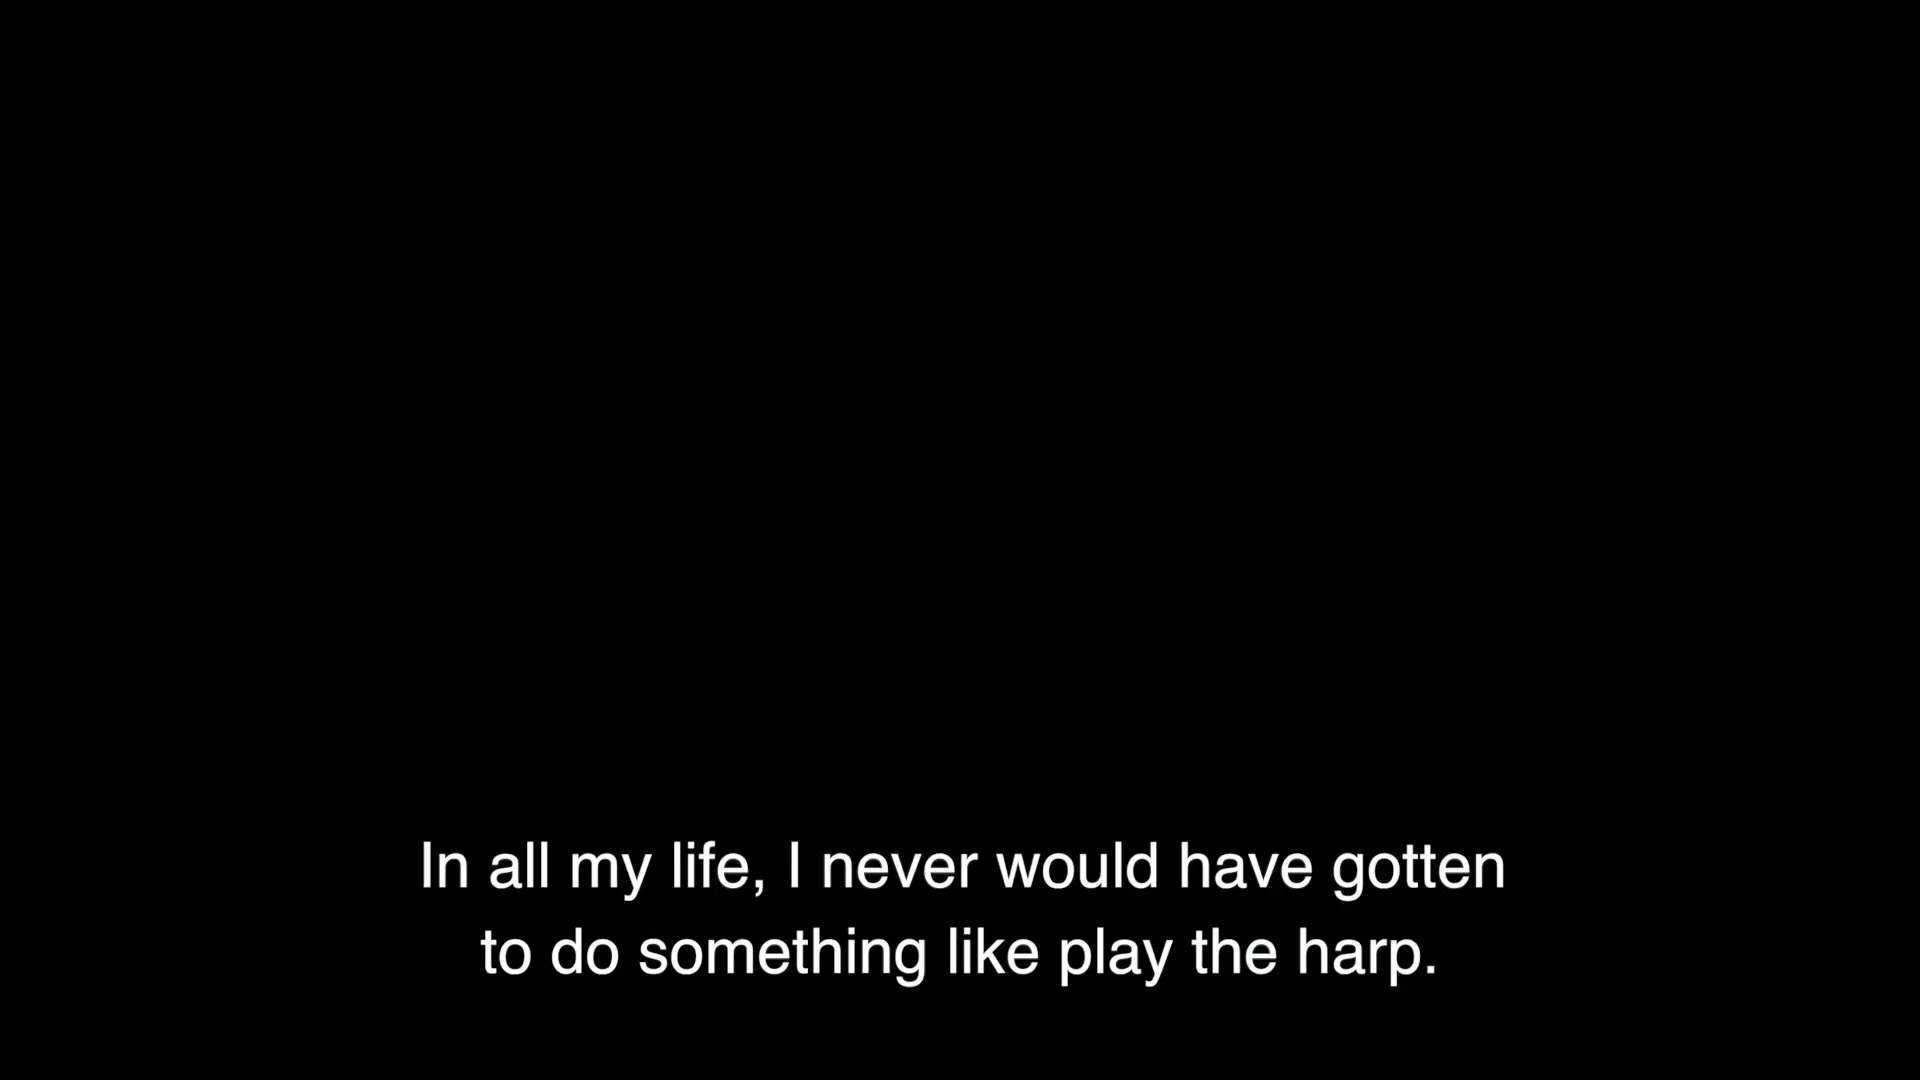 In all my life, I never would have gotten
to do something like play the harp.